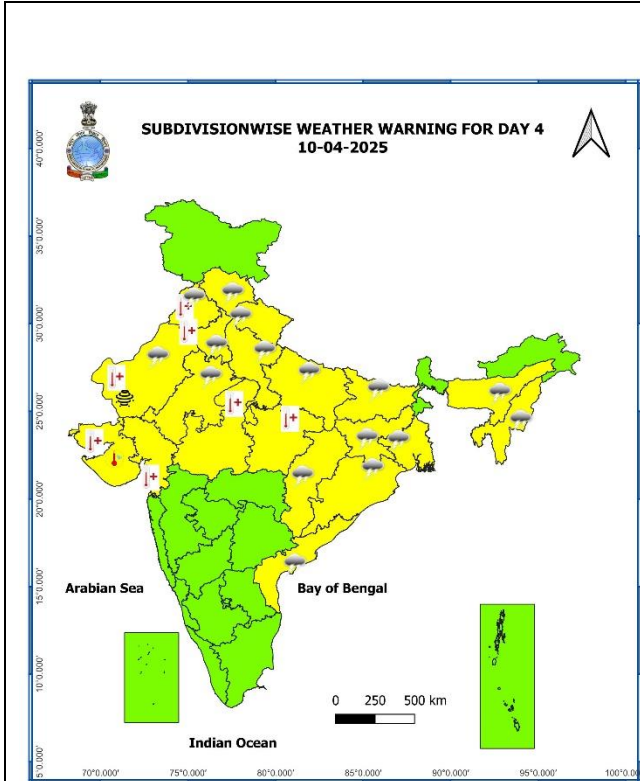 SUBDIVISIONWISE WEATHER WARNING FOR DAY 4
10-04-2025
40°0.000'
35°0.000'
30°0.000'
25°0.000'
20°0.000'
15°0.000'
10°0.000'
5°0.000'
Arabian Sea
Bay of Bengal
0 250 500 km
Indian Ocean
70°0.000' 75°0.000' 80°0.000' 85°0.000' 90°0.000' 95°0.000'